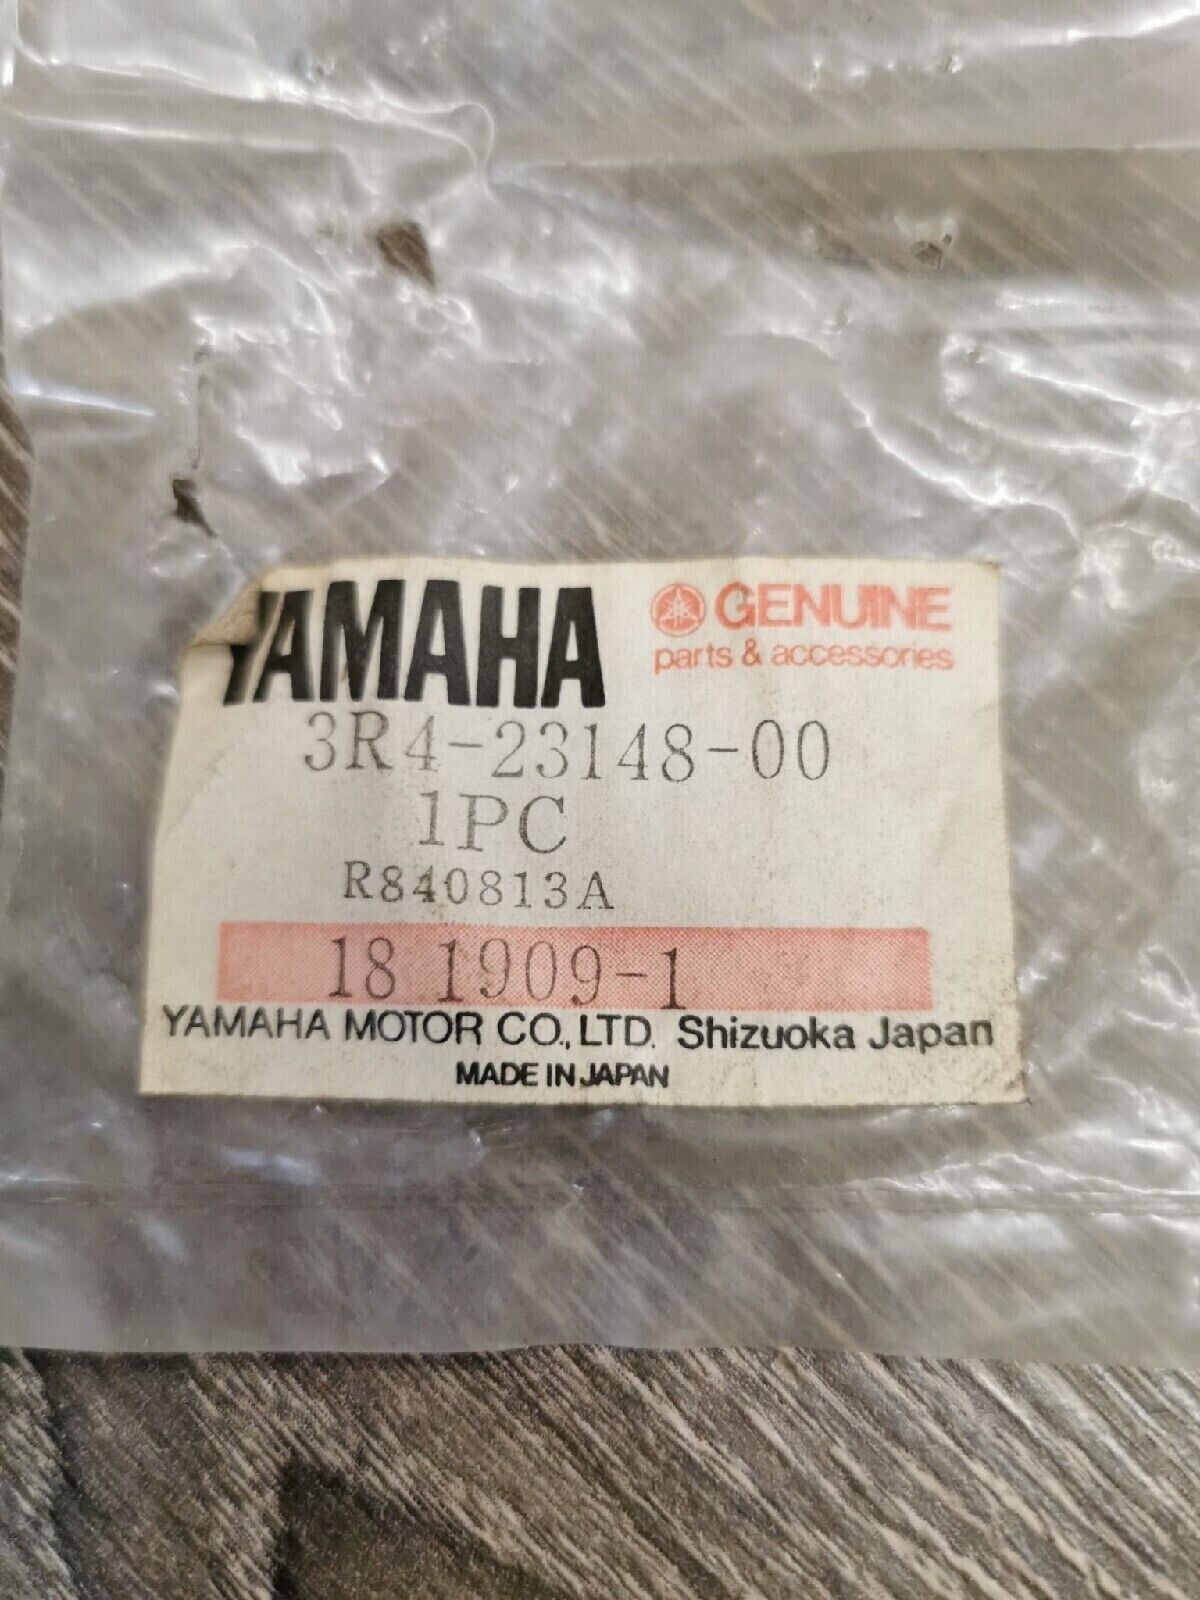 YAMAHA GENUINE
parts & accessories
3R4-23148-00
1PC
R840813A
18 1909-1
YAMAHA MOTOR CO., LTD. Shizuoka Japan
MADE IN JAPAN